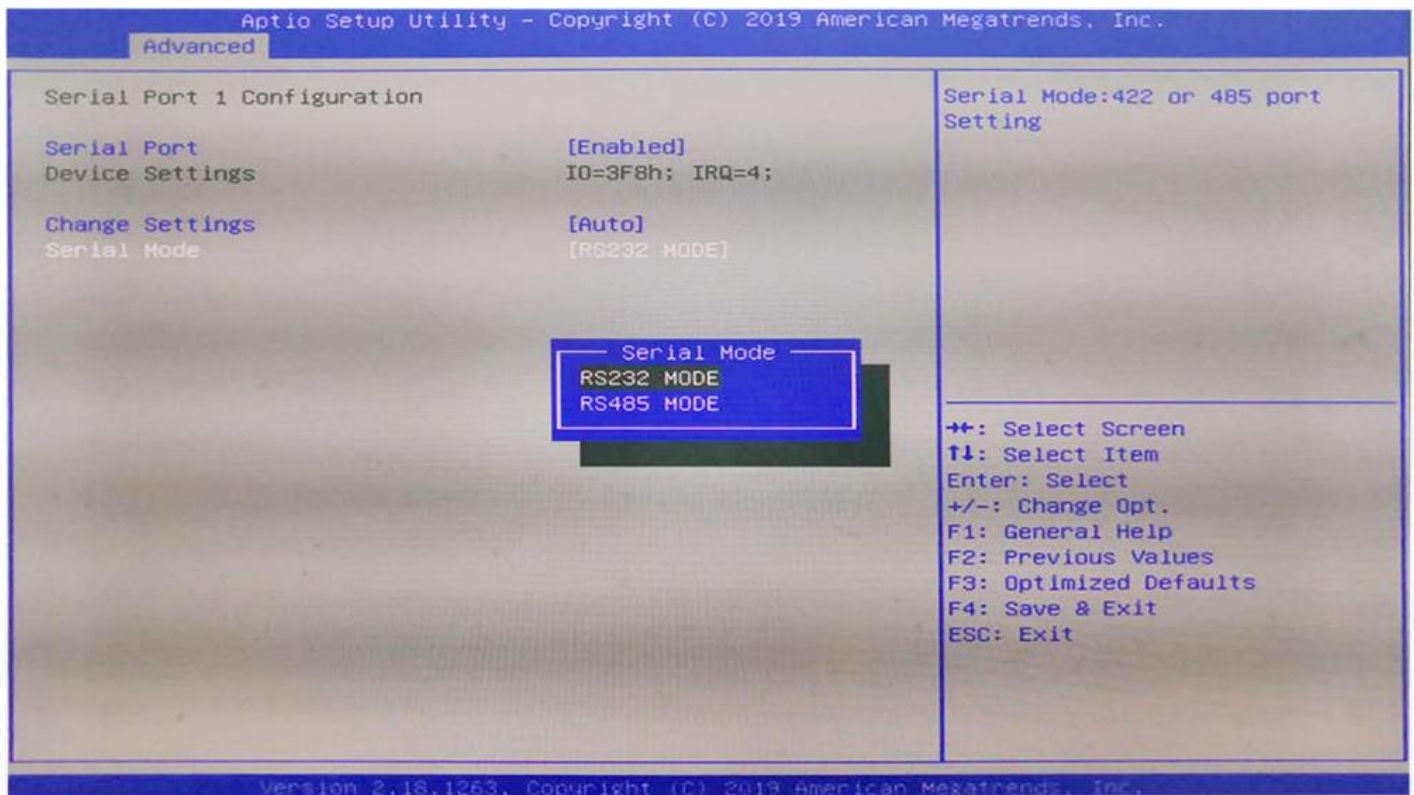 Aptio Setup Utility – Copyright (C) 2019 American Megatrends, Inc.
Advanced
Serial Port 1 Configuration
Serial Port [Enabled]
Device Settings IO=3F8h; IRQ=4;
Change Settings [Auto]
Serial Mode [RS232 MODE]
Serial Mode
RS232 MODE
RS485 MODE
Serial Mode:422 or 485 port
Setting
→←: Select Screen
↑↓: Select Item
Enter: Select
+/-: Change Opt.
F1: General Help
F2: Previous Values
F3: Optimized Defaults
F4: Save & Exit
ESC: Exit
Version 2.18.1263. Copyright (C) 2019 American Megatrends, Inc.